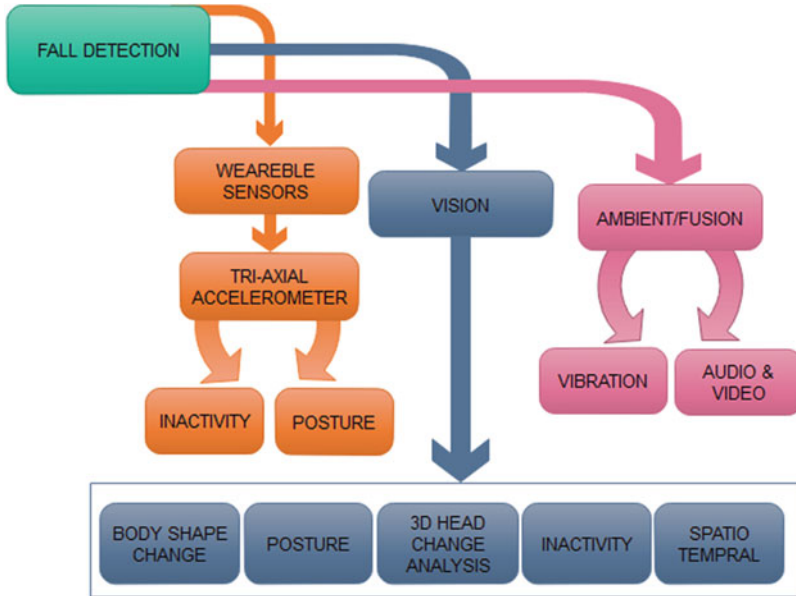 FALL DETECTION
WEAREBLE
SENSORS
VISION
AMBIENT/FUSION
TRI-AXIAL
ACCELEROMETER
VIBRATION
AUDIO &
VIDEO
INACTIVITY
POSTURE
BODY SHAPE
CHANGE
POSTURE
3D HEAD
CHANGE
ANALYSIS
INACTIVITY
SPATIO
TEMPRAL